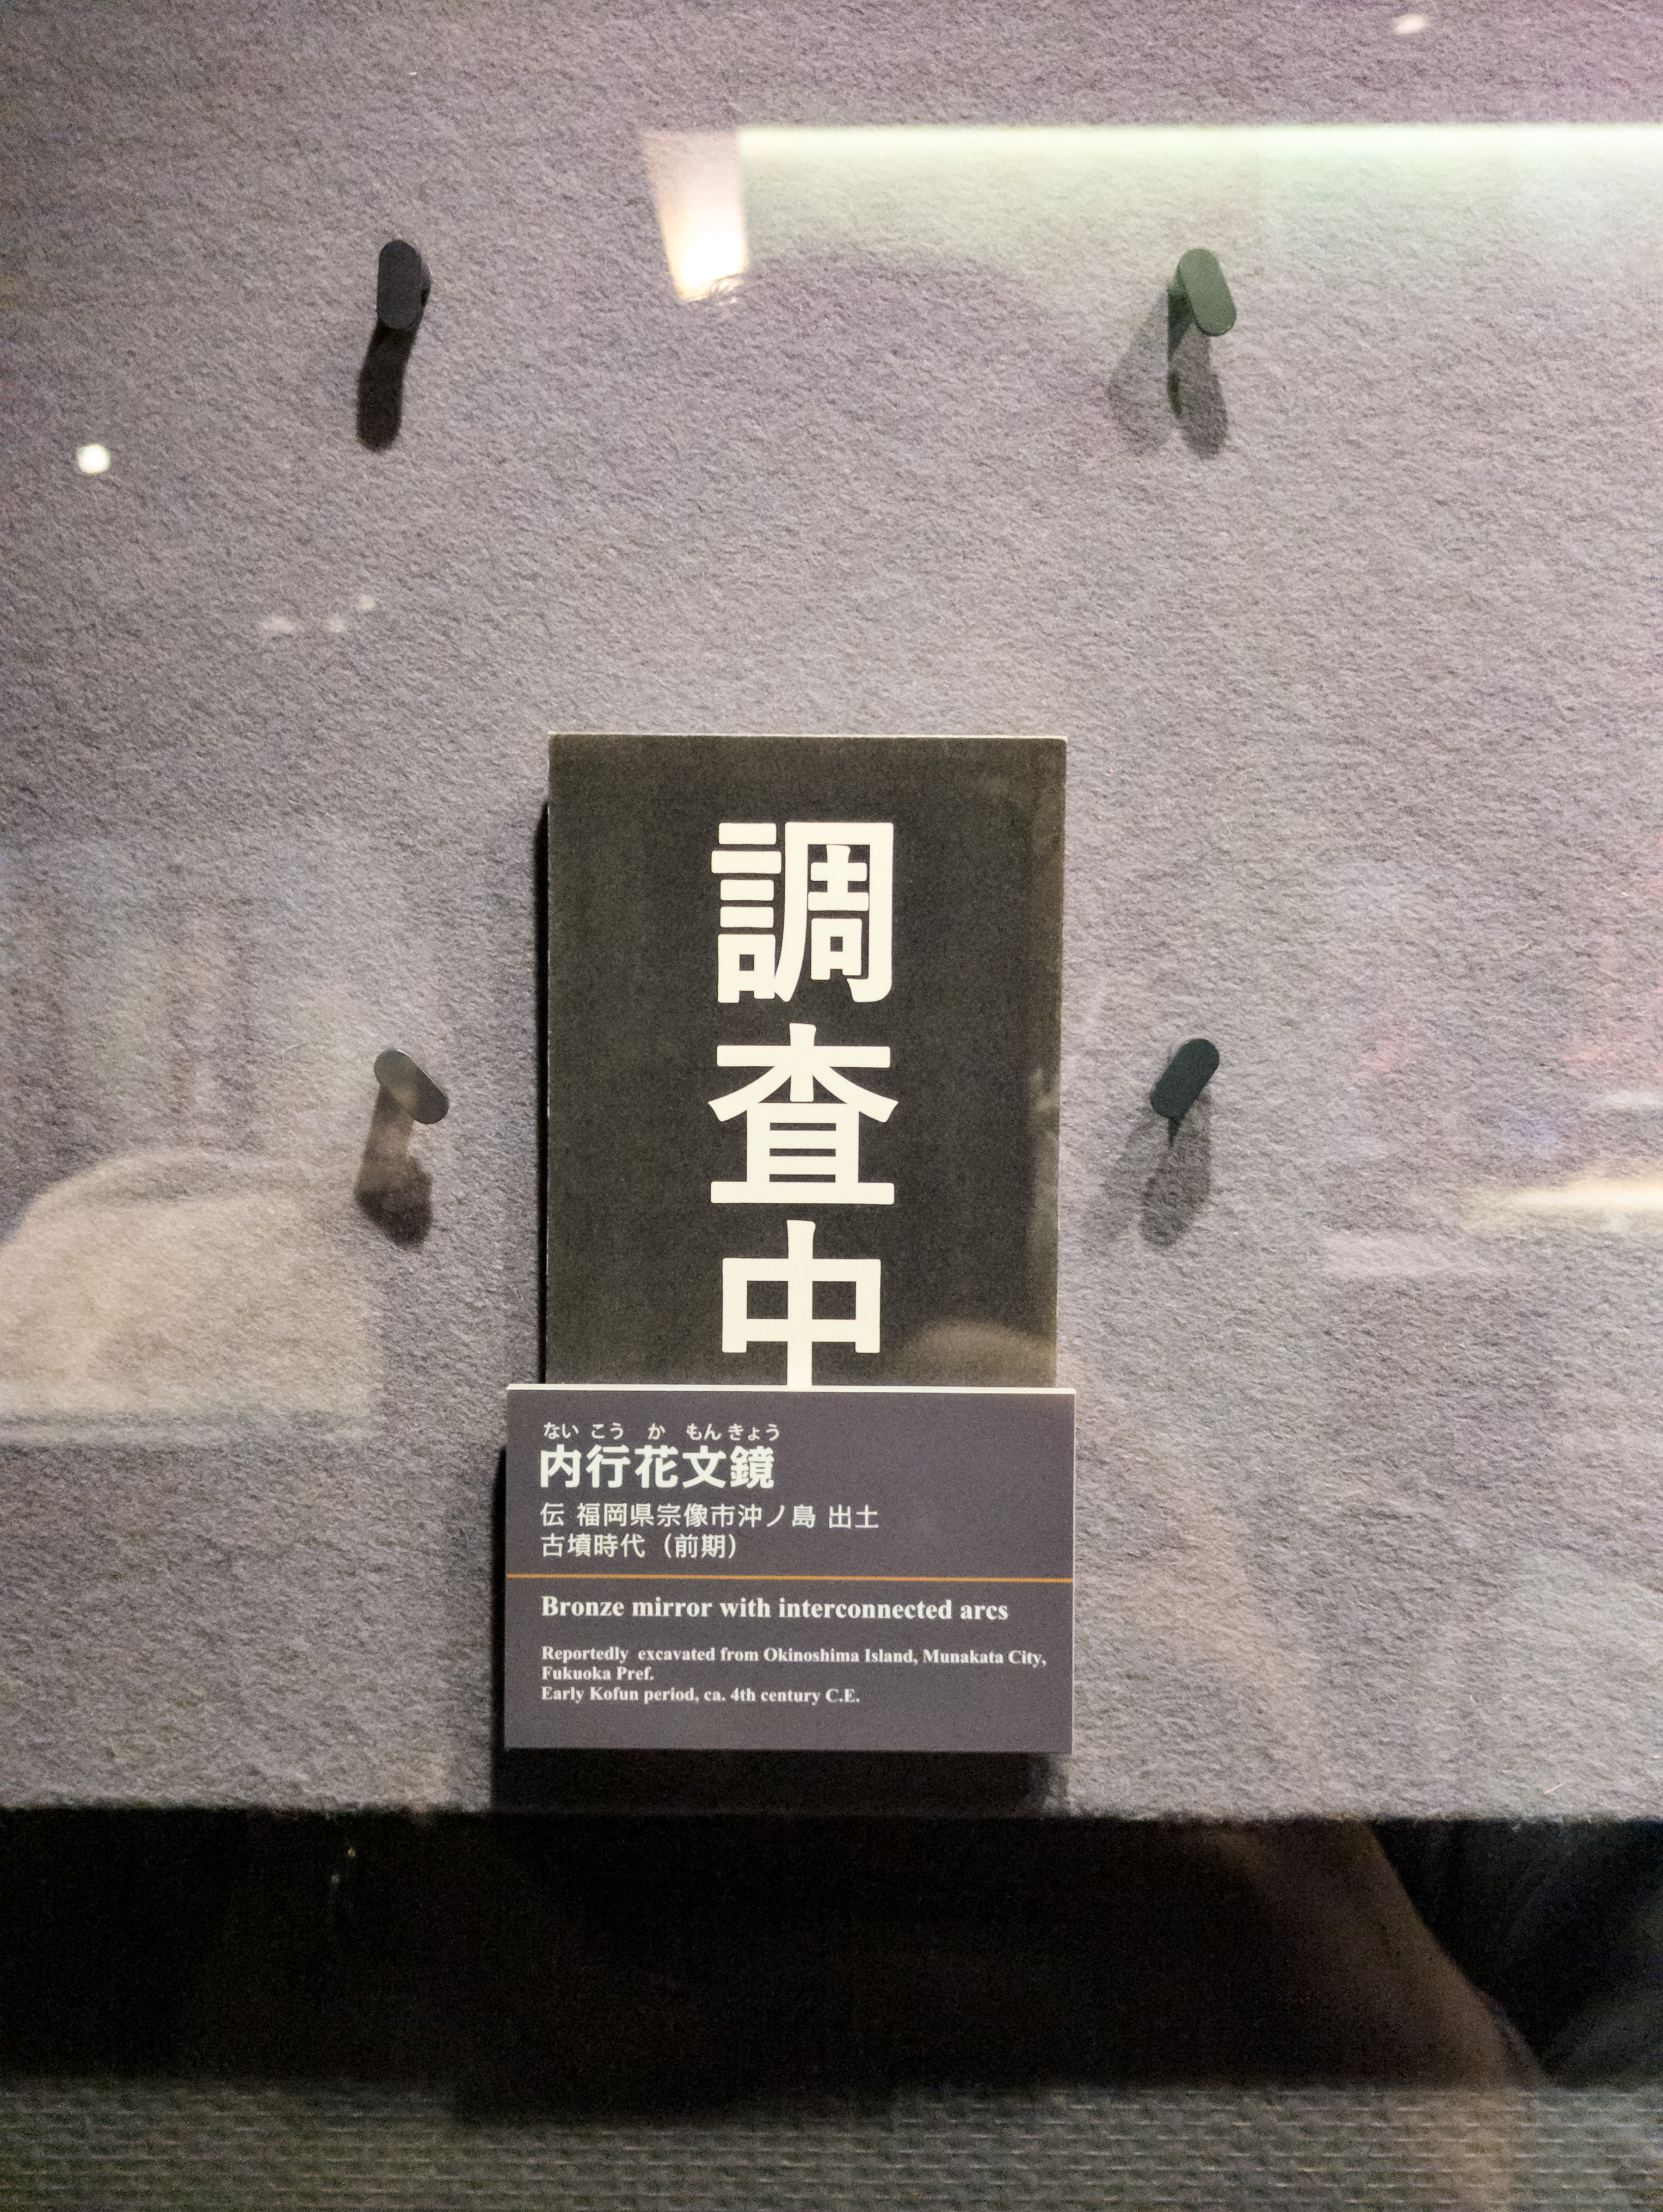 調査中
ない こう か もん きょう
内行花文鏡
伝 福岡県宗像市沖ノ島 出土
古墳時代（前期）
Bronze mirror with interconnected arcs
Reportedly excavated from Okinoshima Island, Munakata City,
Fukuoka Pref.
Early Kofun period, ca. 4th century C.E.